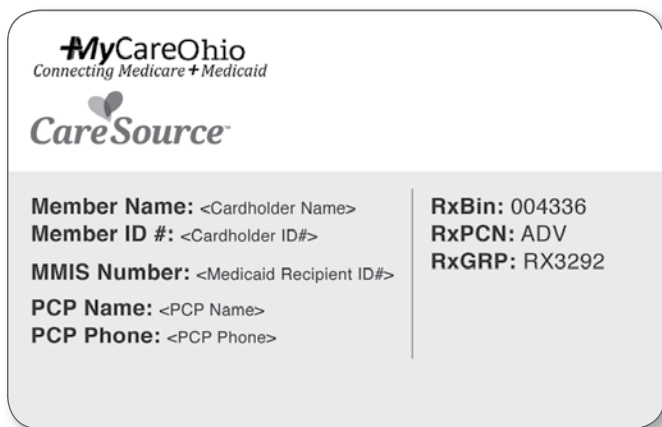 MyCareOhio
Connecting Medicare + Medicaid
CareSource™
Member Name: <Cardholder Name>
Member ID #: <Cardholder ID#>
MMIS Number: <Medicaid Recipient ID#>
PCP Name: <PCP Name>
PCP Phone: <PCP Phone>
RxBin: 004336
RxPCN: ADV
RxGRP: RX3292